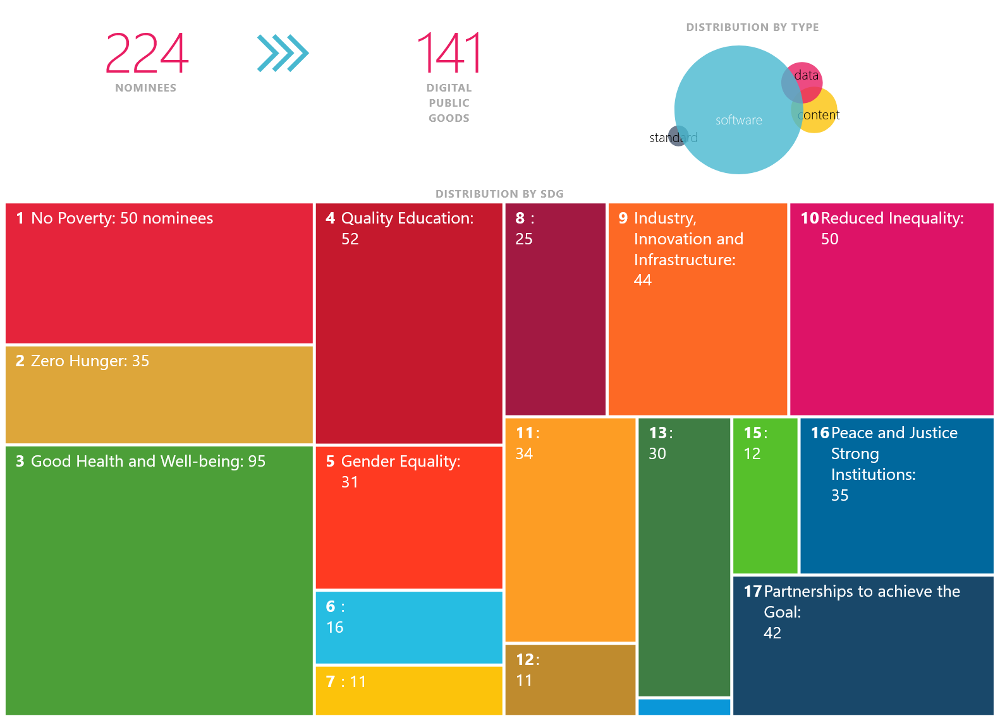 224
NOMINEES
141
DIGITAL
PUBLIC
GOODS
DISTRIBUTION BY TYPE
data
content
software
standard
DISTRIBUTION BY SDG
1 No Poverty: 50 nominees
2 Zero Hunger: 35
3 Good Health and Well-being: 95
4 Quality Education:
52
5 Gender Equality:
31
6 :
16
7 : 11
8 :
25
9 Industry,
Innovation and
Infrastructure:
44
10 Reduced Inequality:
50
11 :
34
12 :
11
13 :
30
15 :
12
16 Peace and Justice
Strong
Institutions:
35
17 Partnerships to achieve the
Goal:
42